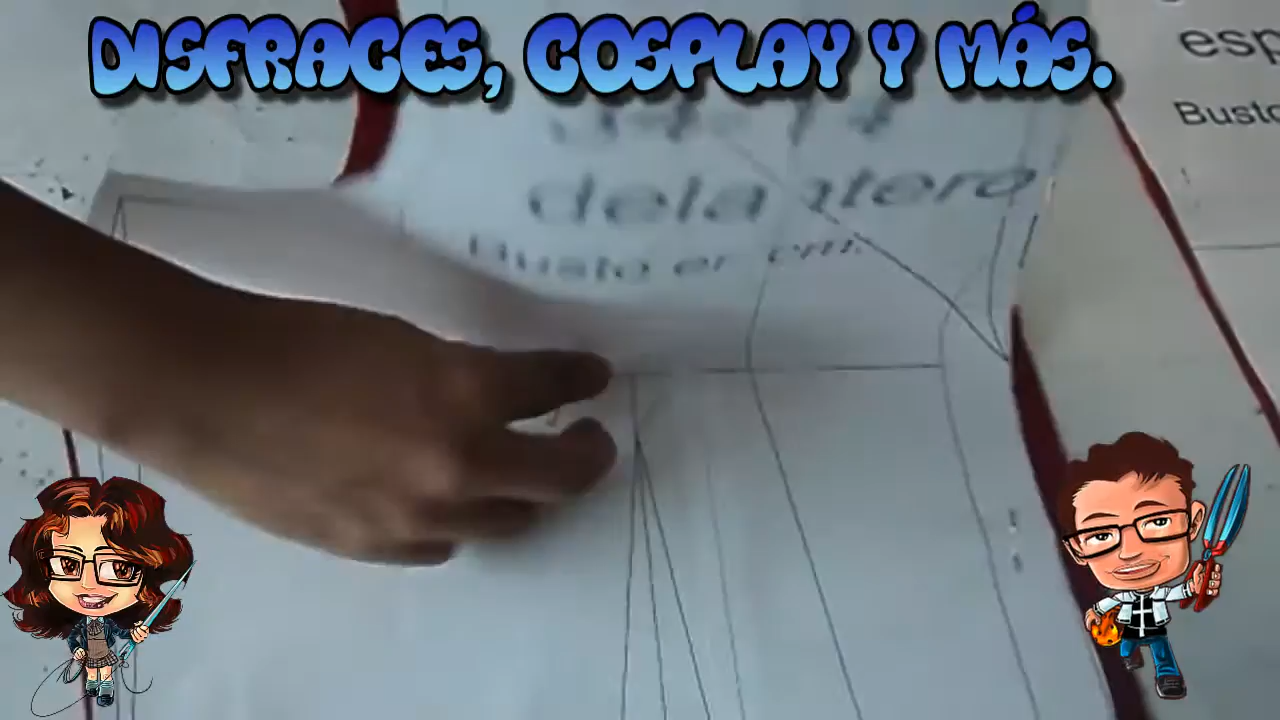 DISFRACES, COSPLAY Y MÁS.
esp
Busto
delantero
Busto en cm.